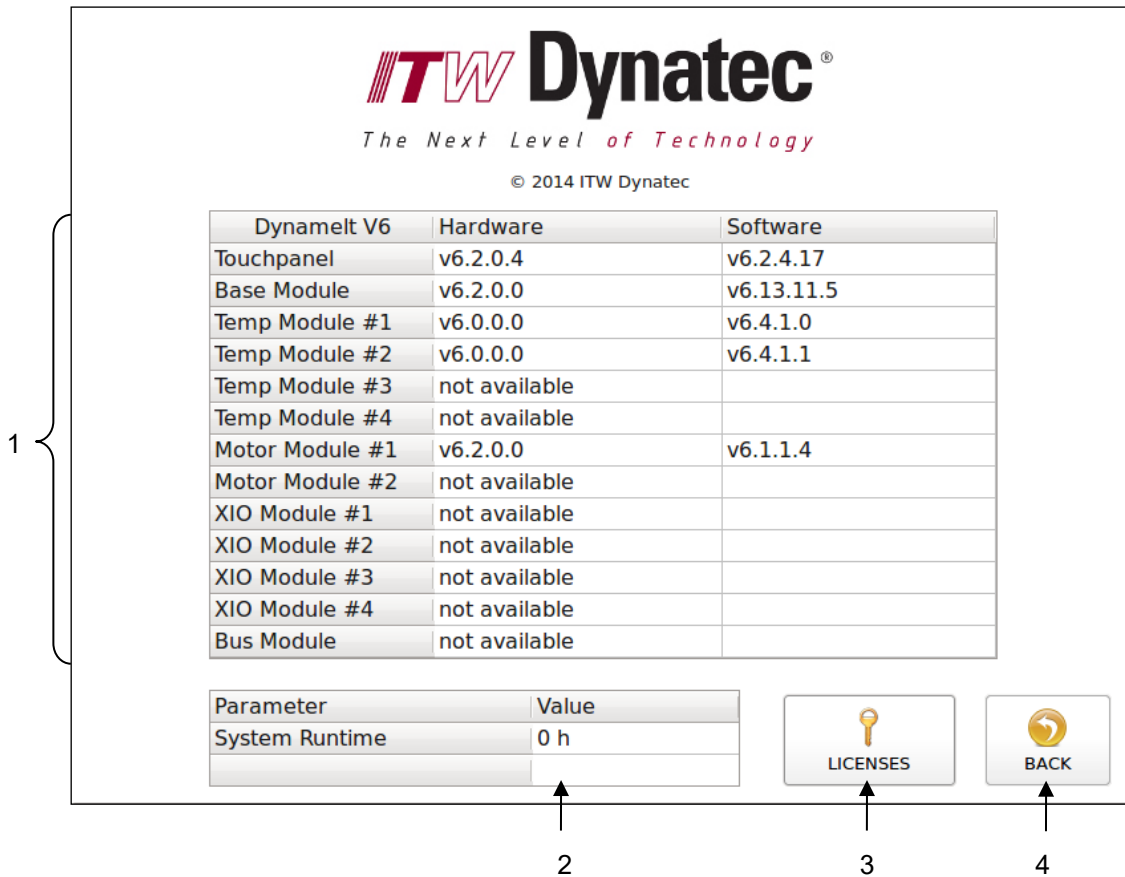 ITW Dynatec®
The Next Level of Technology
© 2014 ITW Dynatec
Dynamelt V6 Hardware Software
Touchpanel v6.2.0.4 v6.2.4.17
Base Module v6.2.0.0 v6.13.11.5
Temp Module #1 v6.0.0.0 v6.4.1.0
Temp Module #2 v6.0.0.0 v6.4.1.1
Temp Module #3 not available
Temp Module #4 not available
1
Motor Module #1 v6.2.0.0 v6.1.1.4
Motor Module #2 not available
XIO Module #1 not available
XIO Module #2 not available
XIO Module #3 not available
XIO Module #4 not available
Bus Module not available
Parameter Value
System Runtime 0 h
LICENSES BACK
2 3 4